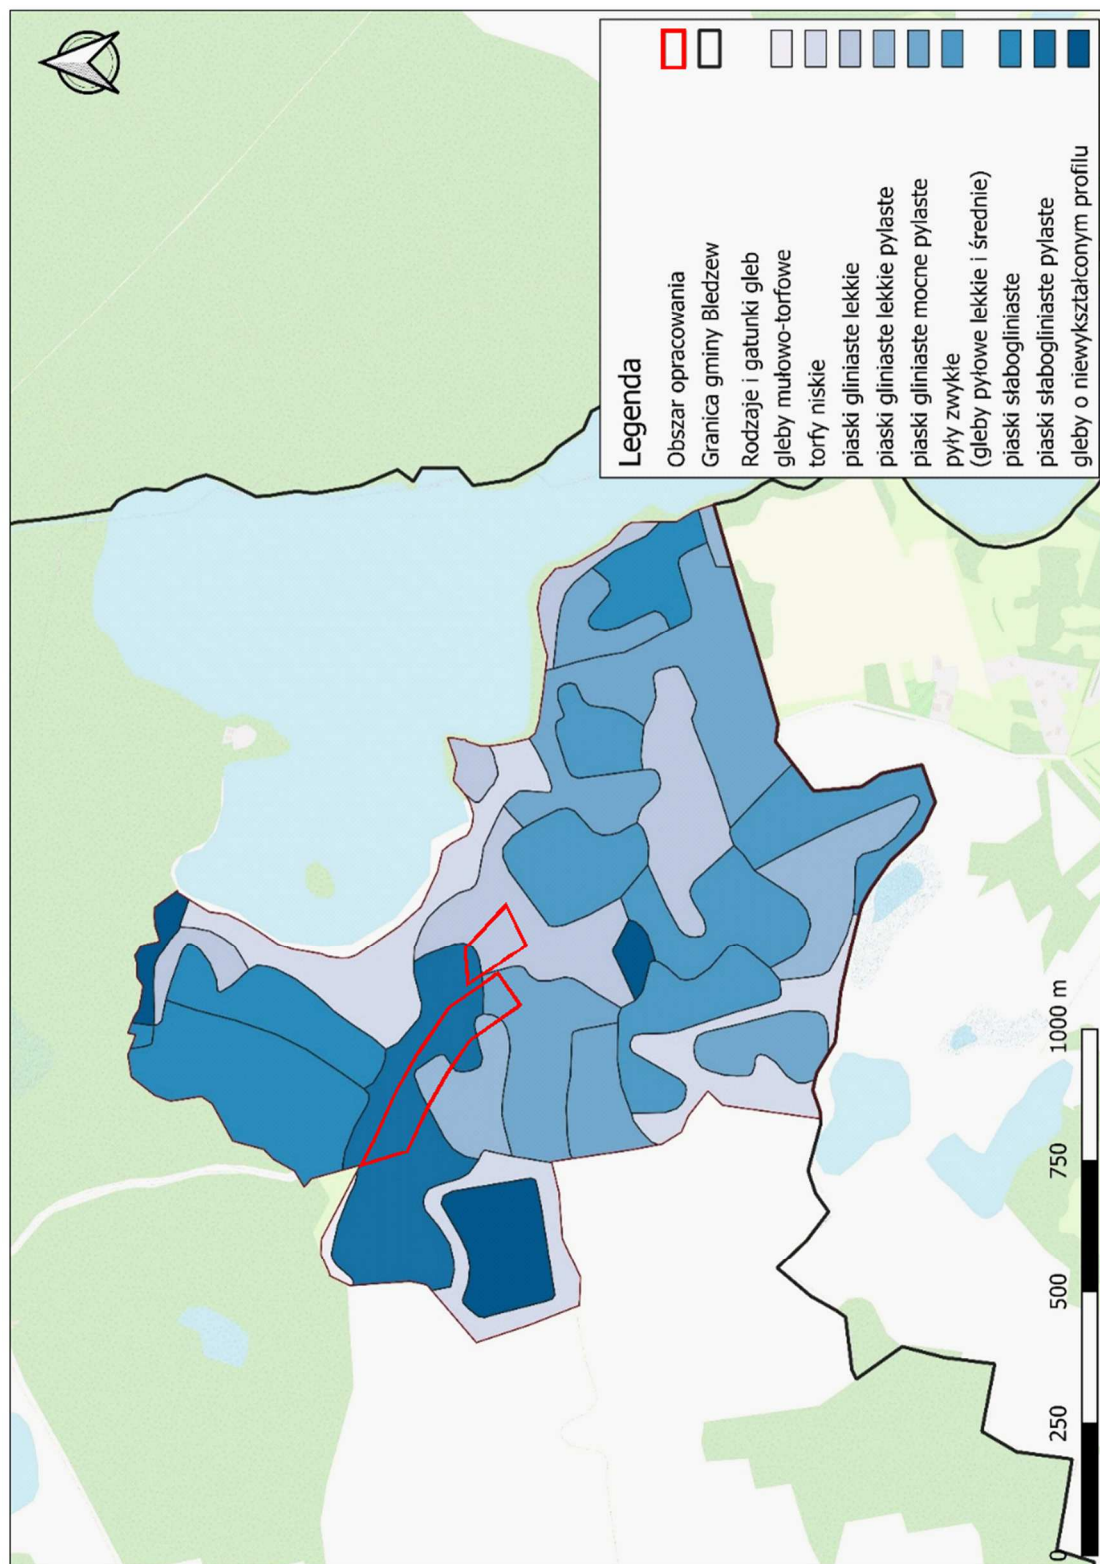 Legenda
Obszar opracowania
Granica gminy Bledzew
Rodzaje i gatunki gleb
gleby mułowo-torfowe
torfy niskie
piaski gliniaste lekkie
piaski gliniaste lekkie pylaste
piaski gliniaste mocne pylaste
pyły zwykłe
(gleby pyłowe lekkie i średnie)
piaski słabogliniaste
piaski słabogliniaste pylaste
gleby o niewykształconym profilu
0 250 500 750 1000 m